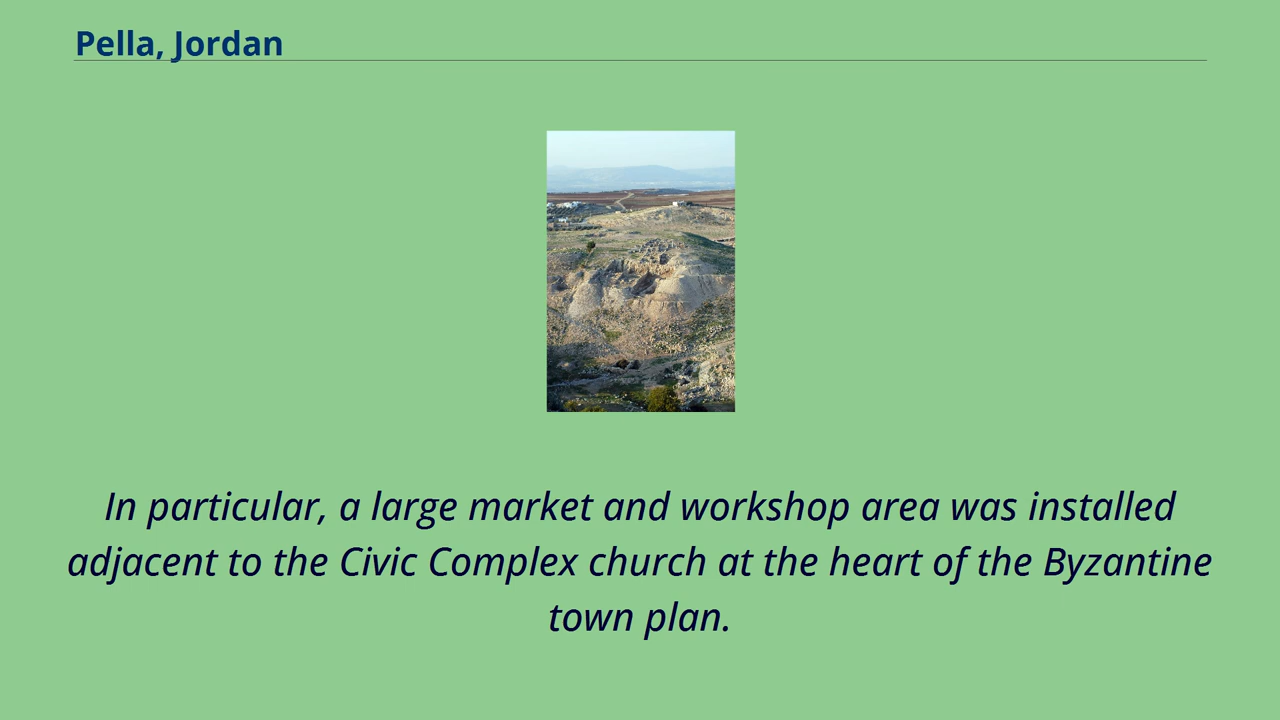 Pella, Jordan
In particular, a large market and workshop area was installed
adjacent to the Civic Complex church at the heart of the Byzantine
town plan.